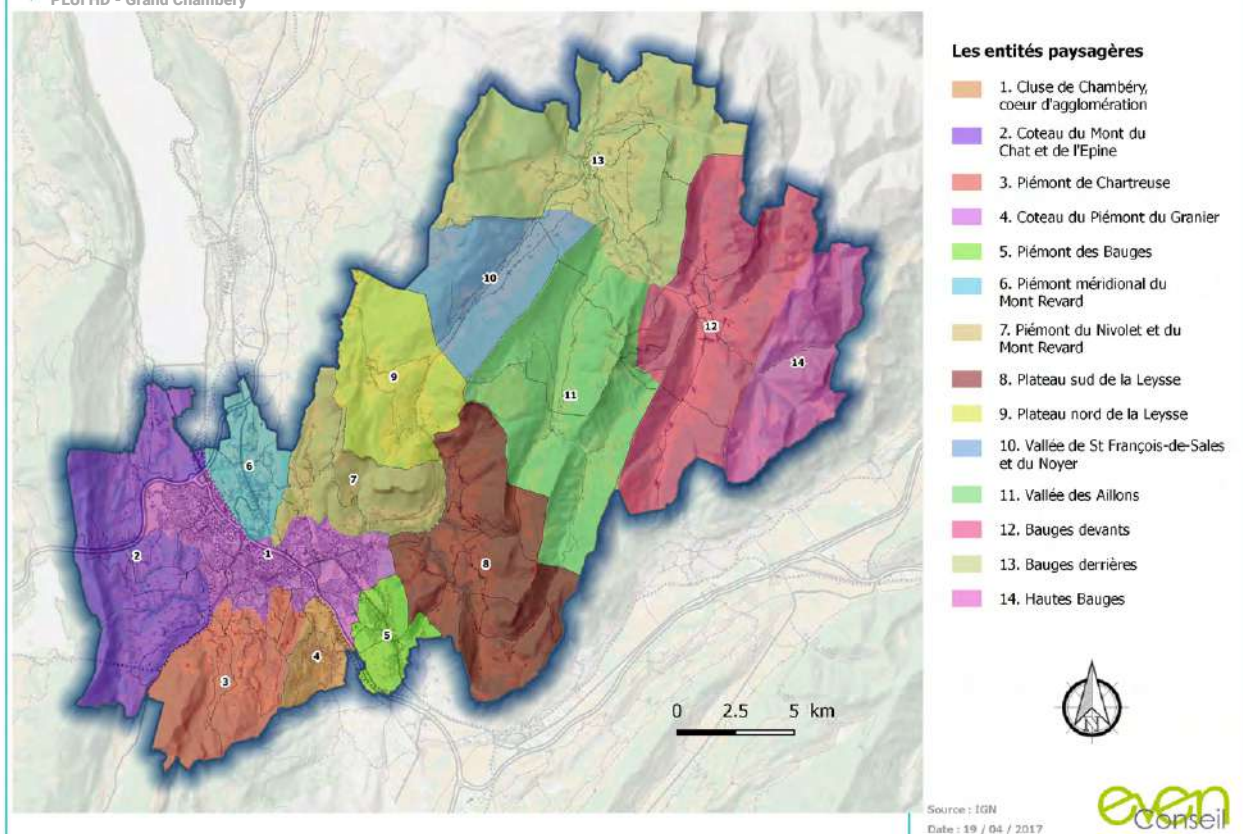 PLUi HD - Grand Chambéry
Les entités paysagères
1. Cluse de Chambéry,
coeur d'agglomération
2. Coteau du Mont du
Chat et de l'Epine
3. Piémont de Chartreuse
4. Coteau du Piémont du Granier
5. Piémont des Bauges
6. Piémont méridional du
Mont Revard
7. Piémont du Nivolet et du
Mont Revard
8. Plateau sud de la Leysse
9. Plateau nord de la Leysse
10. Vallée de St François-de-Sales
et du Noyer
11. Vallée des Aillons
12. Bauges devants
13. Bauges derrières
14. Hautes Bauges
13
10
12
14
9
11
6
7
2
1
8
5
4
3
0 2.5 5 km
N
Source : IGN
Date : 19 / 04 / 2017
even
Conseil